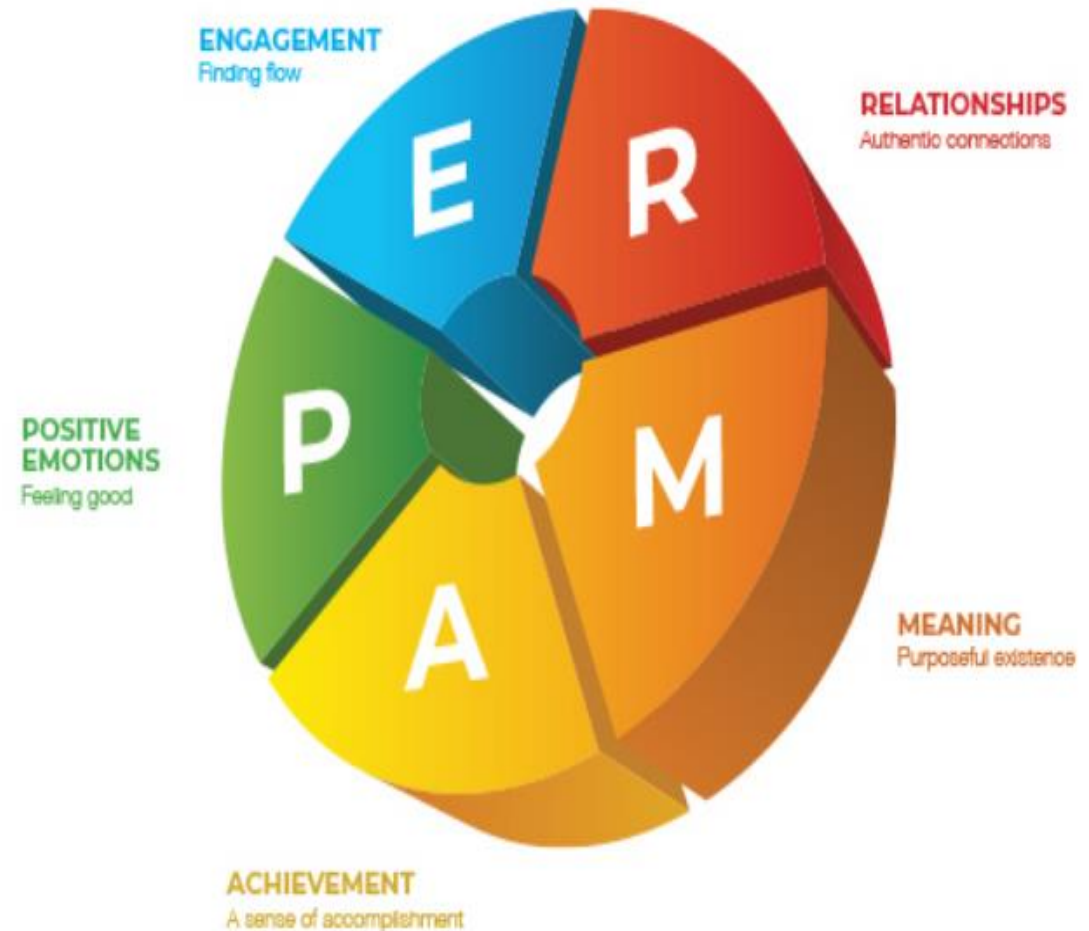 ENGAGEMENT
Finding flow
RELATIONSHIPS
Authentic connections
E
R
P
M
A
POSITIVE
EMOTIONS
Feeling good
MEANING
Purposeful existence
ACHIEVEMENT
A sense of accomplishment